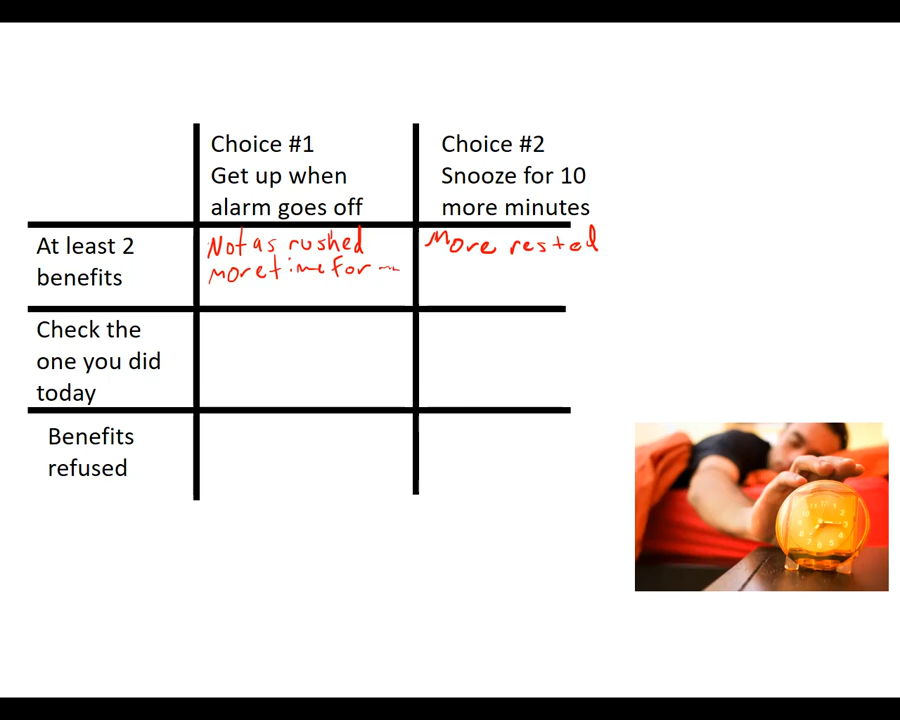 Choice #1
Get up when
alarm goes off
Choice #2
Snooze for 10
more minutes
At least 2
benefits
Not as rushed
more time for
More rested
Check the
one you did
today
Benefits
refused